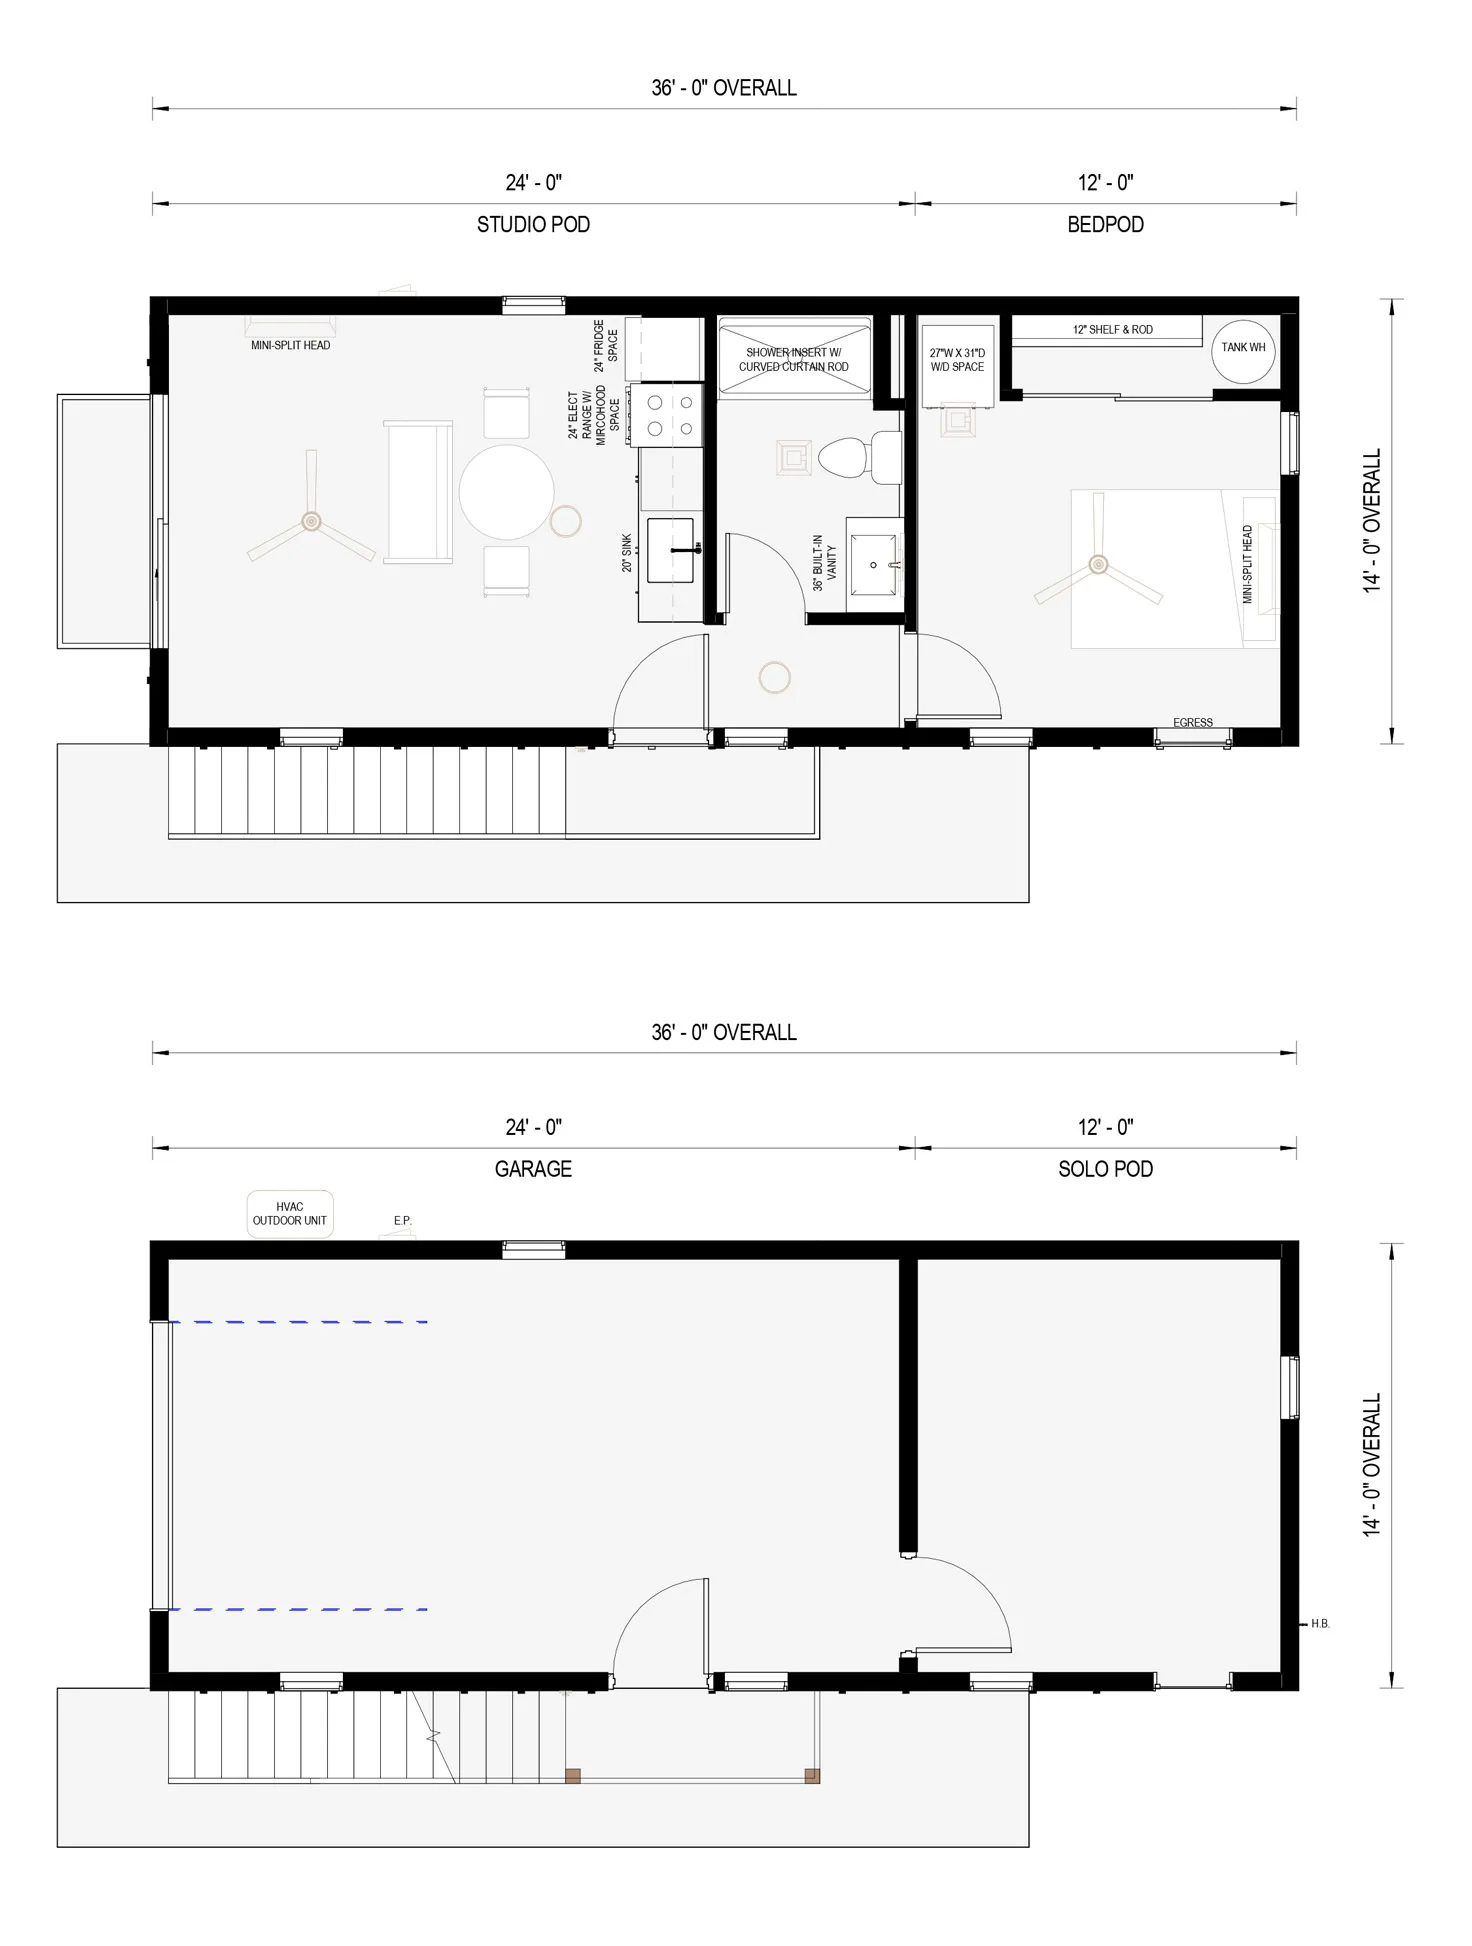 36' - 0" OVERALL
24' - 0"
12' - 0"
STUDIO POD
BEDPOD
MINI-SPLIT HEAD
24" FRIDGE
SPACE
24" ELECT
RANGE W/
MIRCOHOOD
SPACE
20" SINK
SHOWER INSERT W/
CURVED CURTAIN ROD
36" BUILT-IN
VANITY
27"W X 31"D
W/D SPACE
12" SHELF & ROD
TANK WH
MINI-SPLIT HEAD
EGRESS
14' - 0" OVERALL
36' - 0" OVERALL
24' - 0"
12' - 0"
GARAGE
SOLO POD
HVAC
OUTDOOR UNIT
E.P.
14' - 0" OVERALL
H.B.